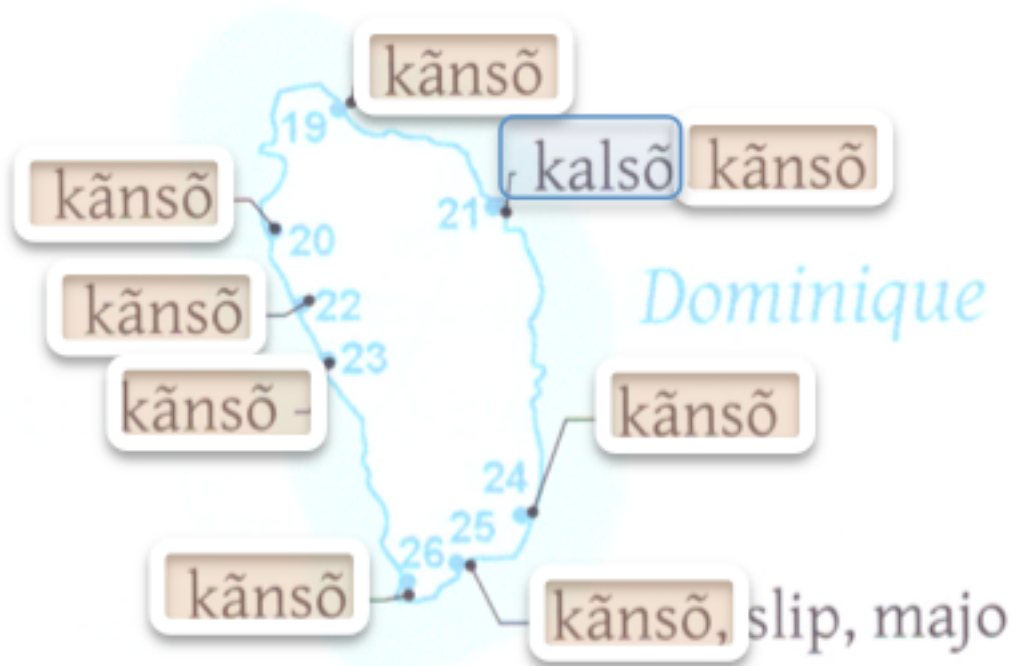 kãnsõ
19
kalsõ kãnsõ
kãnsõ
21
20
Dominique
kãnsõ
22
23
kãnsõ
kãnsõ
24
25
26
kãnsõ
kãnsõ, slip, majo